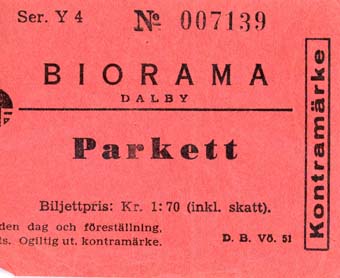 Ser. Y 4 № 007139
BIORAMA
DALBY
Parkett
Biljettpris: Kr. 1:70 (inkl. skatt).
den dag och föreställning,
ts. Ogiltig ut. kontramärke. D. B. Vö. 51
Kontramärke